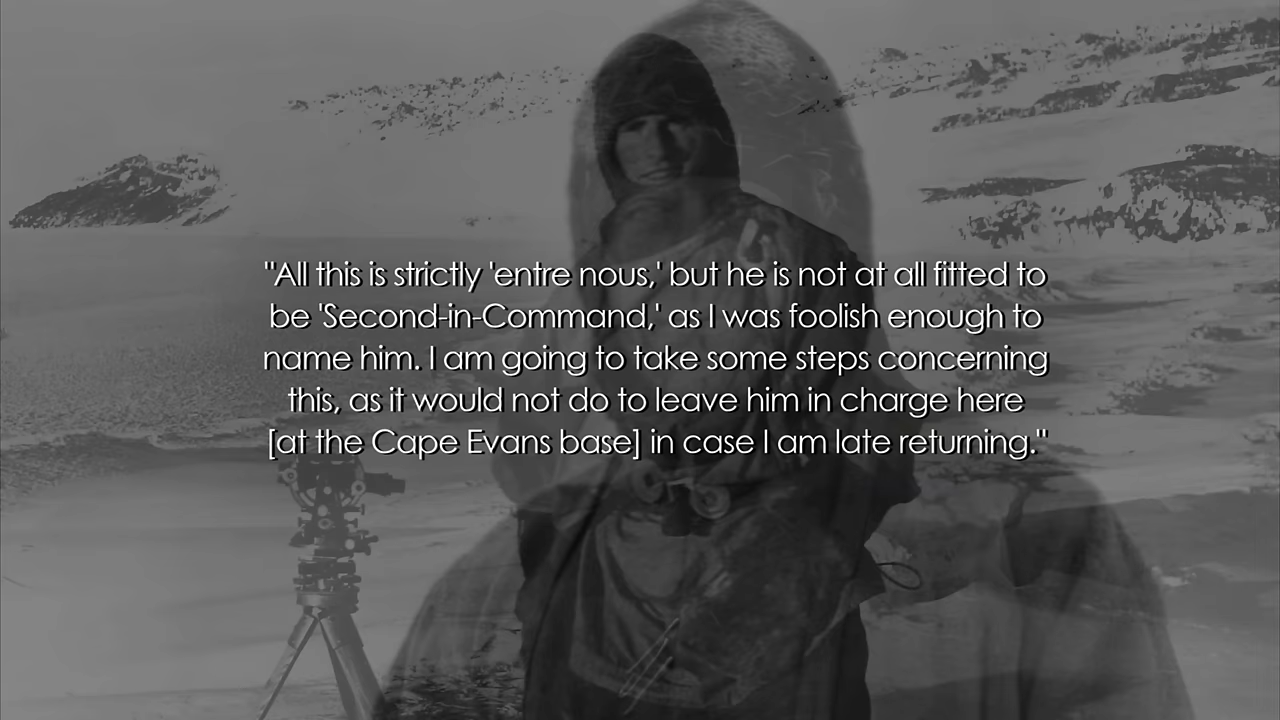 "All this is strictly 'entre nous,' but he is not at all fitted to
be 'Second-in-Command,' as I was foolish enough to
name him. I am going to take some steps concerning
this, as it would not do to leave him in charge here
[at the Cape Evans base] in case I am late returning."